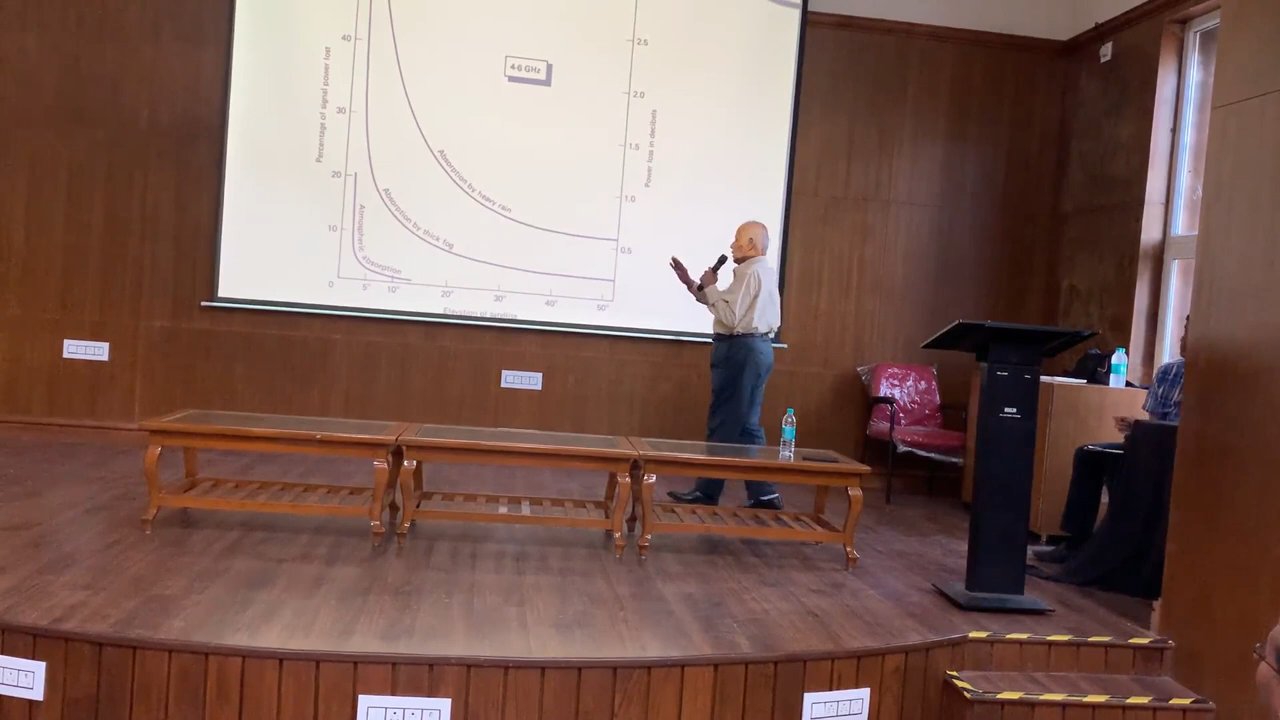 40
30
20
10
0
Percentage of signal power lost
4-6 GHz
2.5
2.0
1.5
1.0
0.5
Power loss in decibels
Absorption by heavy rain
Absorption by thick fog
Atmospheric absorption
5° 10° 20° 30° 40° 50°
Elevation of satellite